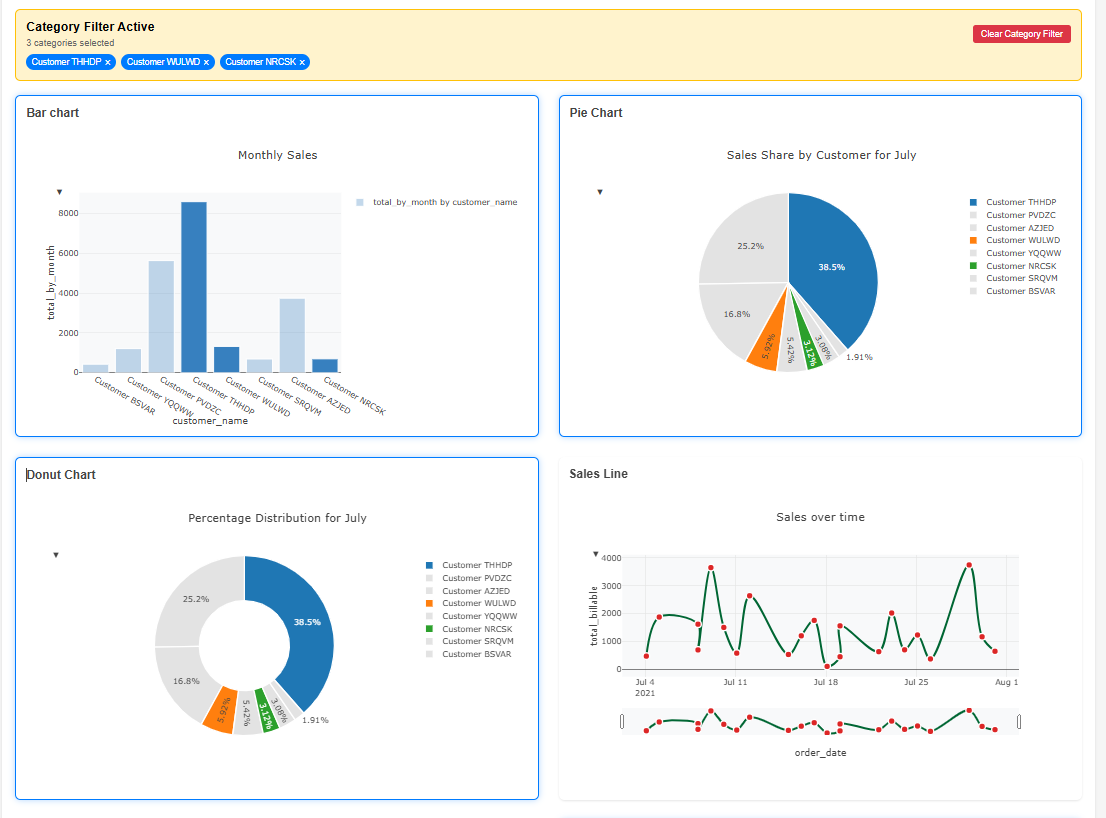 Category Filter Active
3 categories selected
Clear Category Filter
Customer THHDP × Customer WULWD × Customer NRCSK ×
Bar chart
Monthly Sales
▼
total_by_month by customer_name
8000
6000
4000
2000
0
total_by_month
Customer BSVAR
Customer YQQWW
Customer PVDZC
Customer THHDP
Customer WULWD
Customer SRQVM
Customer AZJED
Customer NRCSK
customer_name
Pie Chart
Sales Share by Customer for July
▼
25.2%
38.5%
16.8%
5.92%
5.42%
3.12%
3.08%
1.91%
Customer THHDP
Customer PVDZC
Customer AZJED
Customer WULWD
Customer YQQWW
Customer NRCSK
Customer SRQVM
Customer BSVAR
Donut Chart
Percentage Distribution for July
▼
25.2%
38.5%
16.8%
5.92%
5.42%
3.12%
3.08%
1.91%
Customer THHDP
Customer PVDZC
Customer AZJED
Customer WULWD
Customer YQQWW
Customer NRCSK
Customer SRQVM
Customer BSVAR
Sales Line
Sales over time
▼
4000
3000
2000
1000
0
total_billable
Jul 4 Jul 11 Jul 18 Jul 25 Aug 1
2021
order_date